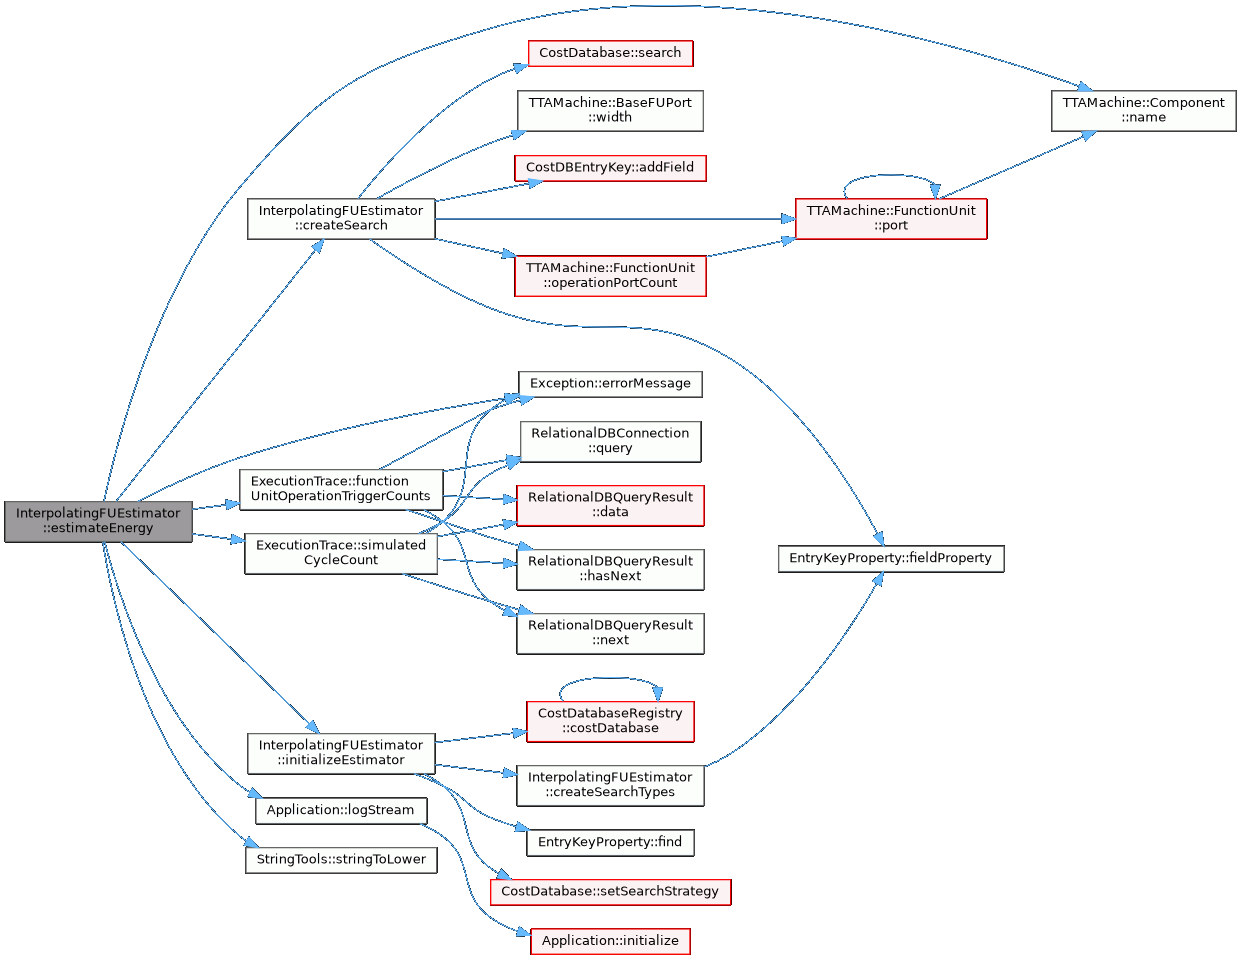 CostDatabase::search
TTAMachine::BaseFUPort
::width
TTAMachine::Component
::name
CostDBEntryKey::addField
InterpolatingFUEstimator
::createSearch
TTAMachine::FunctionUnit
::port
TTAMachine::FunctionUnit
::operationPortCount
Exception::errorMessage
RelationalDBConnection
::query
ExecutionTrace::function
UnitOperationTriggerCounts
RelationalDBQueryResult
::data
InterpolatingFUEstimator
::estimateEnergy
ExecutionTrace::simulated
CycleCount
RelationalDBQueryResult
::hasNext
EntryKeyProperty::fieldProperty
RelationalDBQueryResult
::next
CostDatabaseRegistry
::costDatabase
InterpolatingFUEstimator
::initializeEstimator
InterpolatingFUEstimator
::createSearchTypes
Application::logStream
EntryKeyProperty::find
StringTools::stringToLower
CostDatabase::setSearchStrategy
Application::initialize